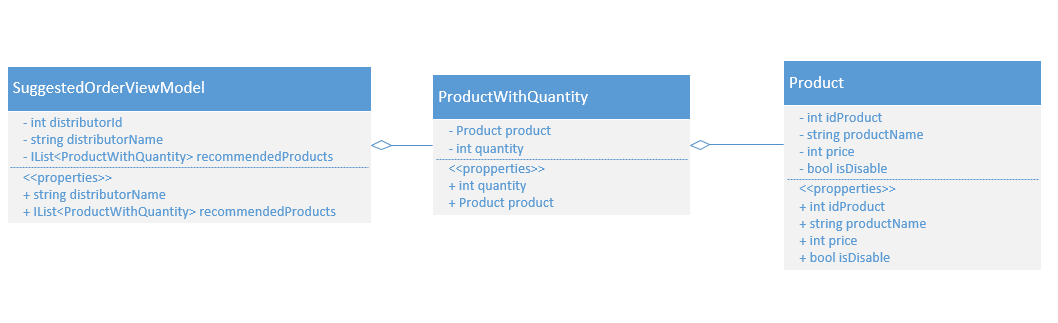 SuggestedOrderViewModel
- int distributorId
- string distributorName
- IList<ProductWithQuantity> recommendedProducts
<<properties>>
+ string distributorName
+ IList<ProductWithQuantity> recommendedProducts
ProductWithQuantity
- Product product
- int quantity
<<propperties>>
+ int quantity
+ Product product
Product
- int idProduct
- string productName
- int price
- bool isDisable
<<propperties>>
+ int idProduct
+ string productName
+ int price
+ bool isDisable